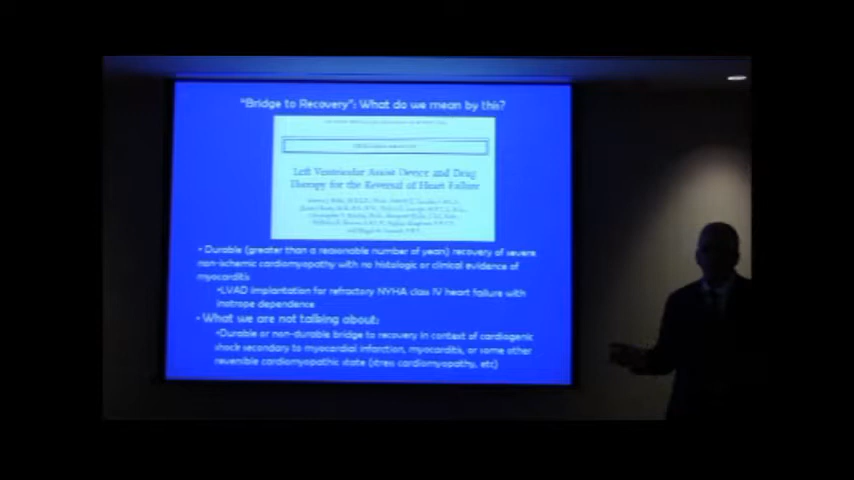 "Bridge to Recovery": What do we mean by this?
Left Ventricular Assist Device and Drug
Therapy for the Reversal of Heart Failure
• Durable (greater than a reasonable number of years) recovery of severe
non-ischemic cardiomyopathy with no histologic or clinical evidence of
myocarditis
•LVAD implantation for refractory NYHA class IV heart failure with
inotrope dependence
• What we are not talking about:
•Durable or non-durable bridge to recovery in context of cardiogenic
shock secondary to myocardial infarction, myocarditis, or some other
reversible cardiomyopathic state (stress cardiomyopathy, etc)